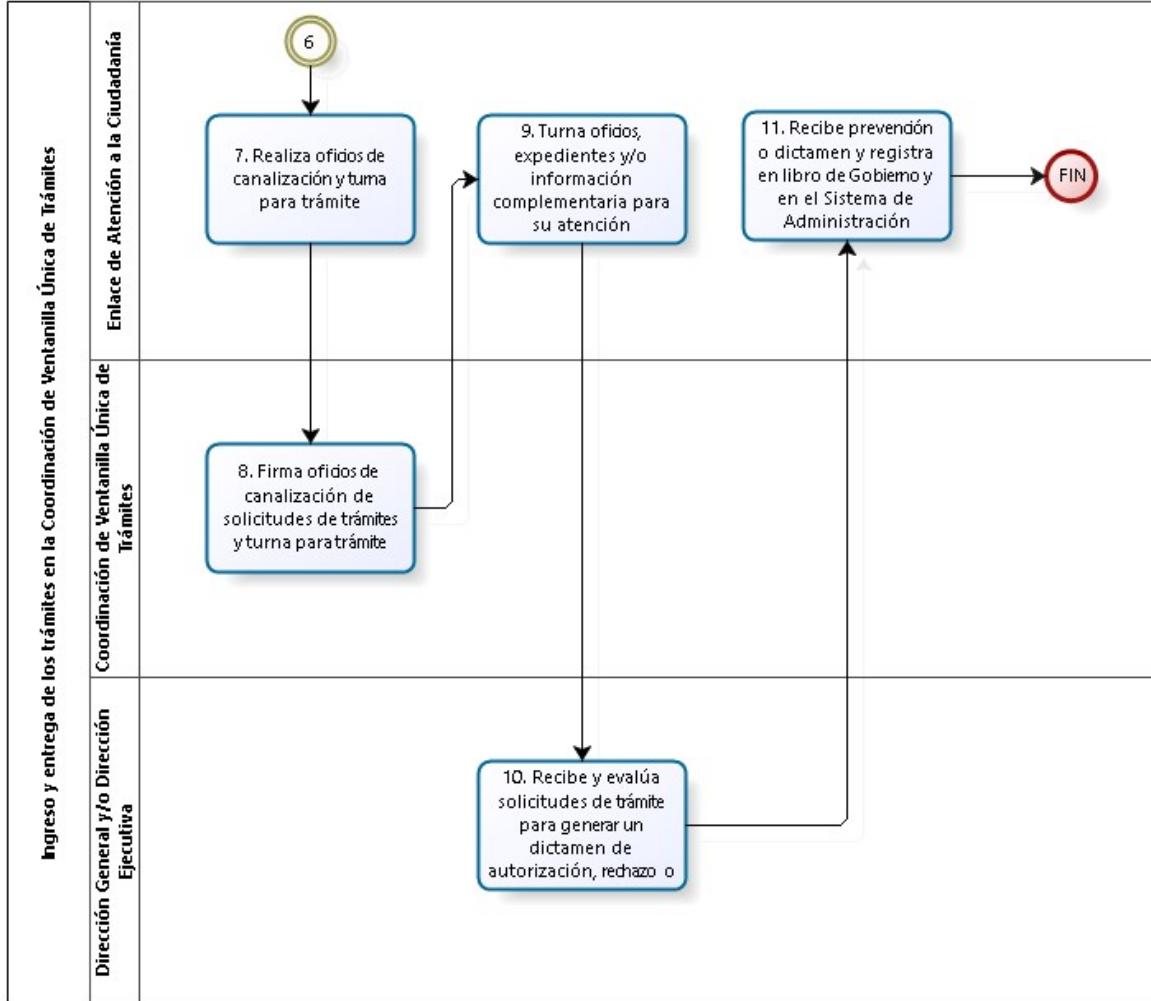 Ingreso y entrega de los trámites en la Coordinación de Ventanilla Única de Trámites
Enlace de Atención a la Ciudadanía
6
7. Realiza oficios de
canalización y turna
para trámite
9. Turna oficios,
expedientes y/o
información
complementaria para
su atención
11. Recibe prevención
o dictamen y registra
en libro de Gobierno y
en el Sistema de
Administración
FIN
Coordinación de Ventanilla Única de
Trámites
8. Firma oficios de
canalización de
solicitudes de trámites
y turna para trámite
Dirección General y/o Dirección
Ejecutiva
10. Recibe y evalúa
solicitudes de trámite
para generar un
dictamen de
autorización, rechazo o